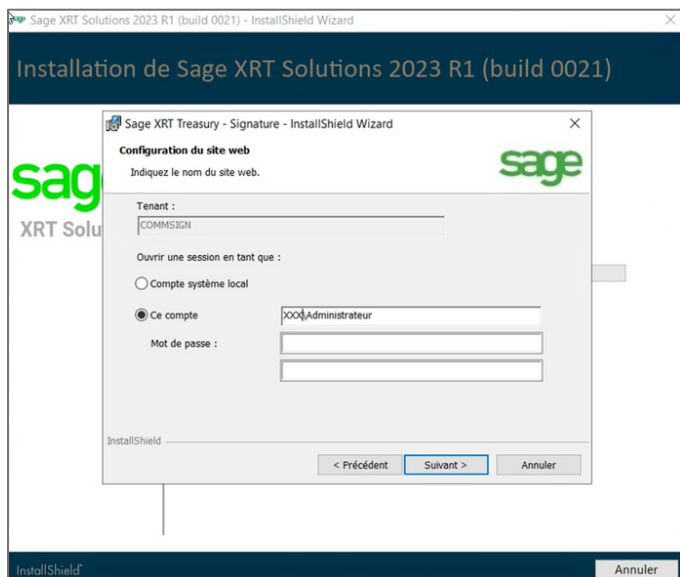 Sage XRT Solutions 2023 R1 (build 0021) - InstallShield Wizard
Installation de Sage XRT Solutions 2023 R1 (build 0021)
Sage XRT Treasury - Signature - InstallShield Wizard
Configuration du site web
Indiquez le nom du site web.
sage
sag
XRT Solu
Tenant :
COMMSIGN
Ouvrir une session en tant que :
Compte système local
Ce compte
XXX\Administrateur
Mot de passe :
InstallShield
< Précédent
Suivant >
Annuler
InstallShield
Annuler